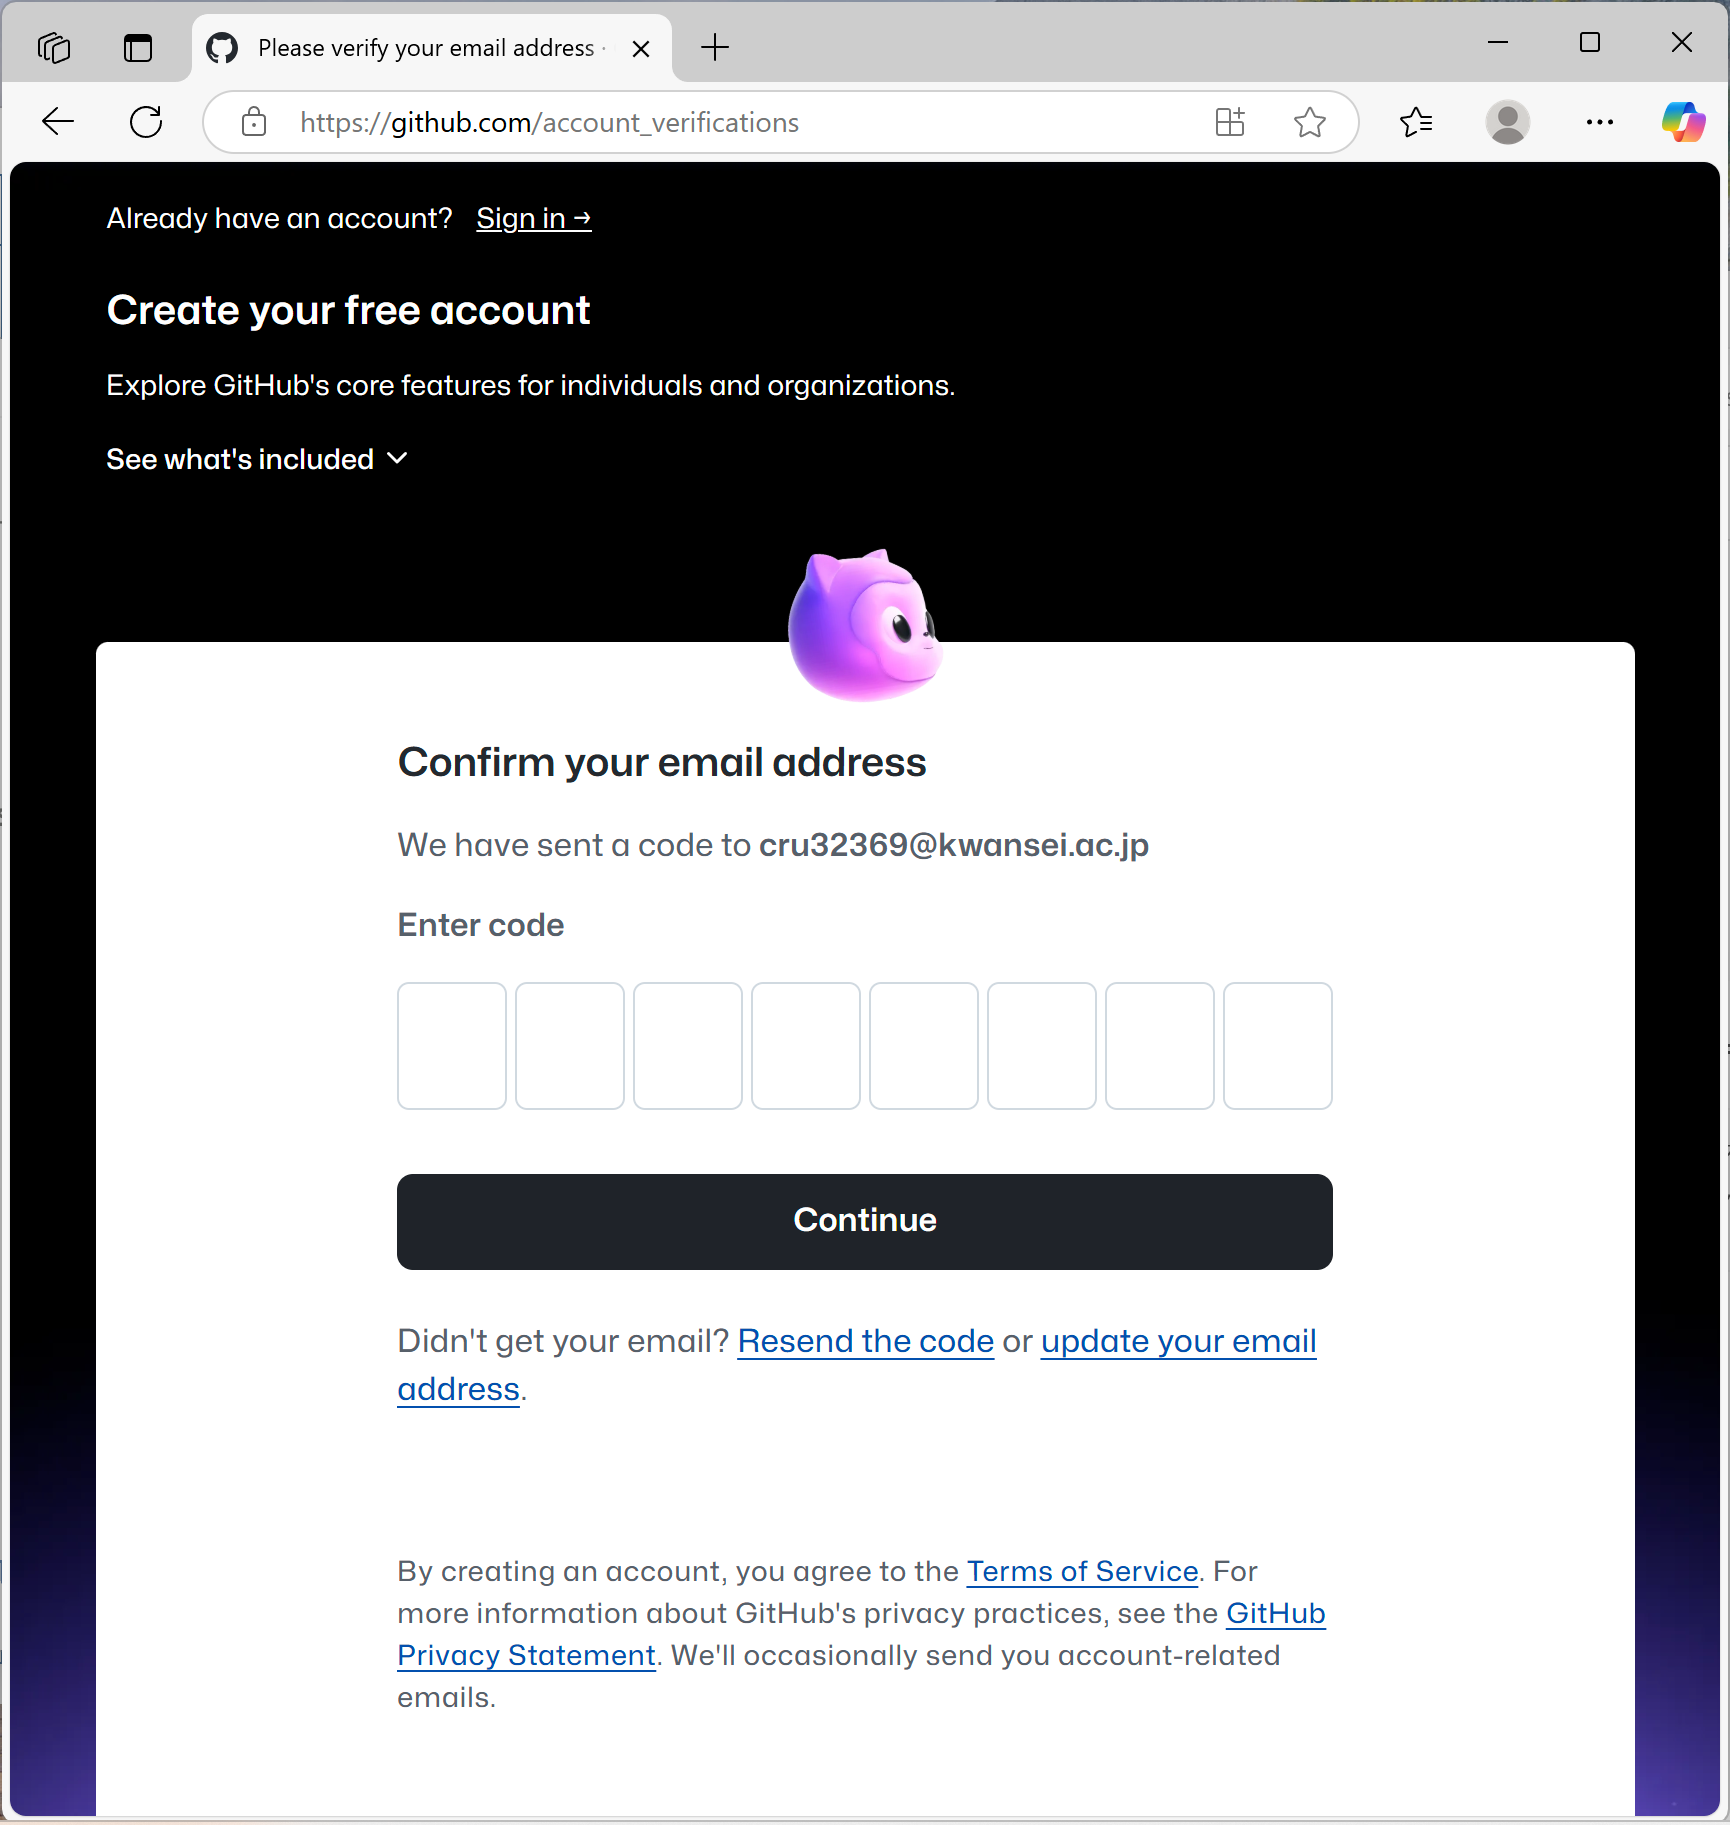 Please verify your email address ·
https://github.com/account_verifications
Already have an account? Sign in →
Create your free account
Explore GitHub's core features for individuals and organizations.
See what's included
Confirm your email address
We have sent a code to cru32369@kwansei.ac.jp
Enter code
Continue
Didn't get your email? Resend the code or update your email
address.
By creating an account, you agree to the Terms of Service. For
more information about GitHub's privacy practices, see the GitHub
Privacy Statement. We'll occasionally send you account-related
emails.